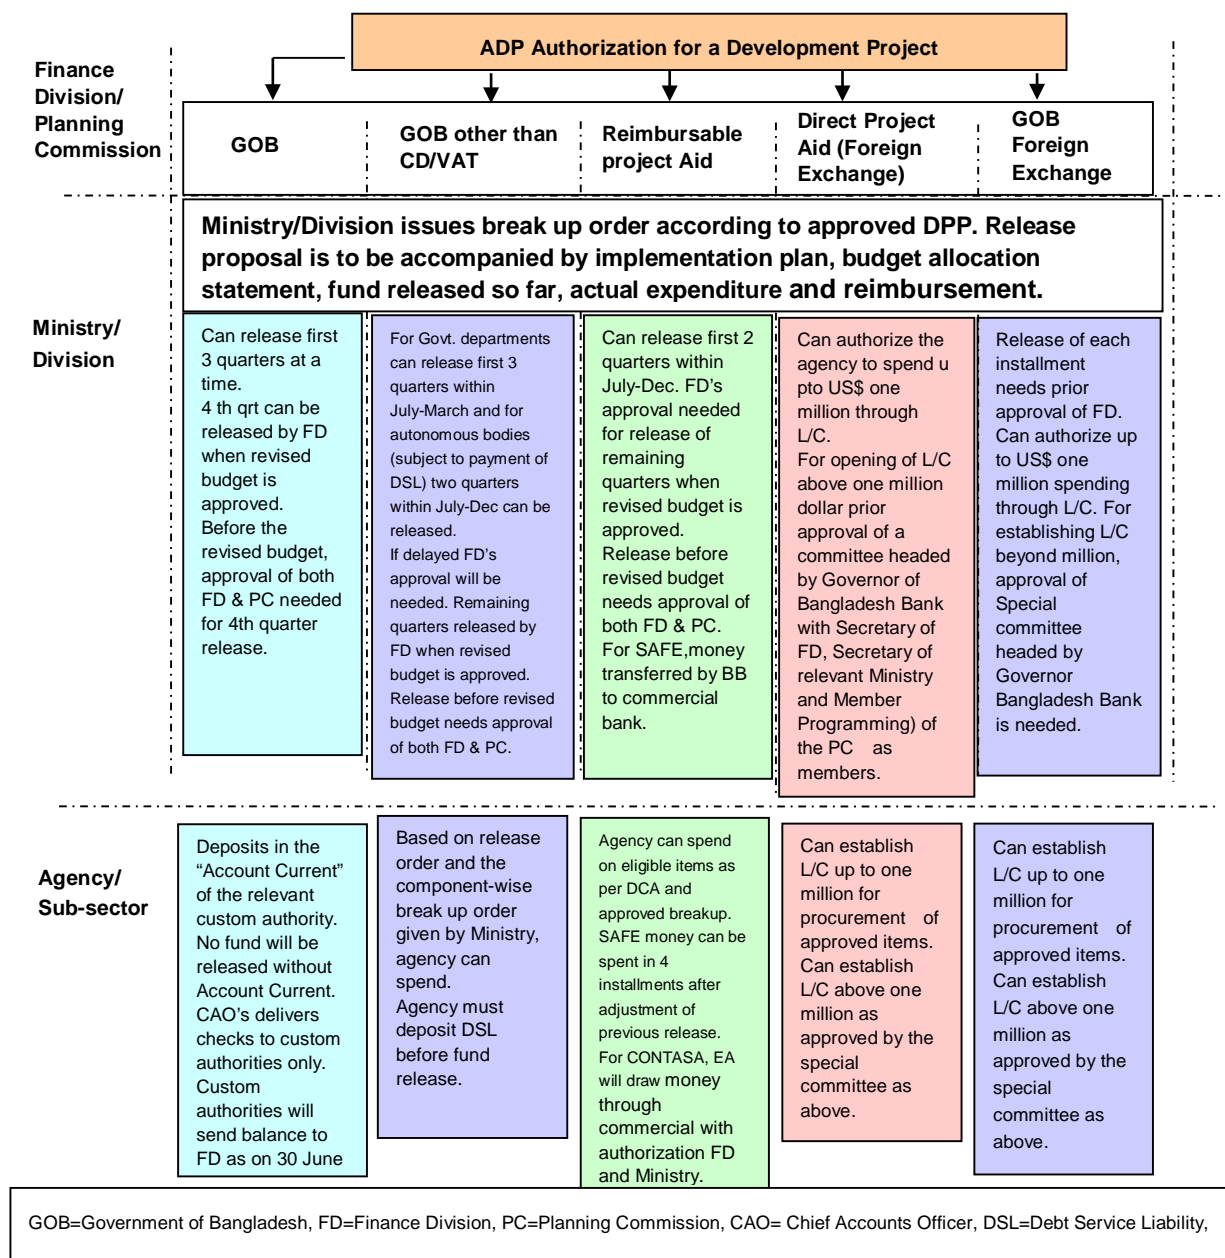 ADP Authorization for a Development Project
Finance
Division/
Planning
Commission
GOB
GOB other than
CD/VAT
Reimbursable
project Aid
Direct Project
Aid (Foreign
Exchange)
GOB
Foreign
Exchange
Ministry/Division issues break up order according to approved DPP. Release
proposal is to be accompanied by implementation plan, budget allocation
statement, fund released so far, actual expenditure and reimbursement.
Ministry/
Division
Can release first
3 quarters at a
time.
4 th qrt can be
released by FD
when revised
budget is
approved.
Before the
revised budget,
approval of both
FD & PC needed
for 4th quarter
release.
For Govt. departments
can release first 3
quarters within
July-March and for
autonomous bodies
(subject to payment of
DSL) two quarters
within July-Dec can be
released.
If delayed FD's
approval will be
needed. Remaining
quarters released by
FD when revised
budget is approved.
Release before revised
budget needs approval
of both FD & PC.
Can release first 2
quarters within
July-Dec. FD's
approval needed
for release of
remaining
quarters when
revised budget is
approved.
Release before
revised budget
needs approval of
both FD & PC.
For SAFE,money
transferred by BB
to commercial
bank.
Can authorize the
agency to spend u
pto US$ one
million through
L/C.
For opening of L/C
above one million
dollar prior
approval of a
committee headed
by Governor of
Bangladesh Bank
with Secretary of
FD, Secretary of
relevant Ministry
and Member
Programming) of
the PC as
members.
Release of each
installment
needs prior
approval of FD.
Can authorize up
to US$ one
million spending
through L/C. For
establishing L/C
beyond million,
approval of
Special
committee
headed by
Governor
Bangladesh Bank
is needed.
Agency/
Sub-sector
Deposits in the
“Account Current”
of the relevant
custom authority.
No fund will be
released without
Account Current.
CAO's delivers
checks to custom
authorities only.
Custom
authorities will
send balance to
FD as on 30 June
Based on release
order and the
component-wise
break up order
given by Ministry,
agency can
spend.
Agency must
deposit DSL
before fund
release.
Agency can spend
on eligible items as
per DCA and
approved breakup.
SAFE money can be
spent in 4
installments after
adjustment of
previous release.
For CONTASA, EA
will draw money
through
commercial with
authorization FD
and Ministry.
Can establish
L/C up to one
million for
procurement of
approved items.
Can establish
L/C above one
million as
approved by the
special
committee as
above.
Can establish
L/C up to one
million for
procurement of
approved items.
Can establish
L/C above one
million as
approved by the
special
committee as
above.
GOB=Government of Bangladesh, FD=Finance Division, PC=Planning Commission, CAO= Chief Accounts Officer, DSL=Debt Service Liability,